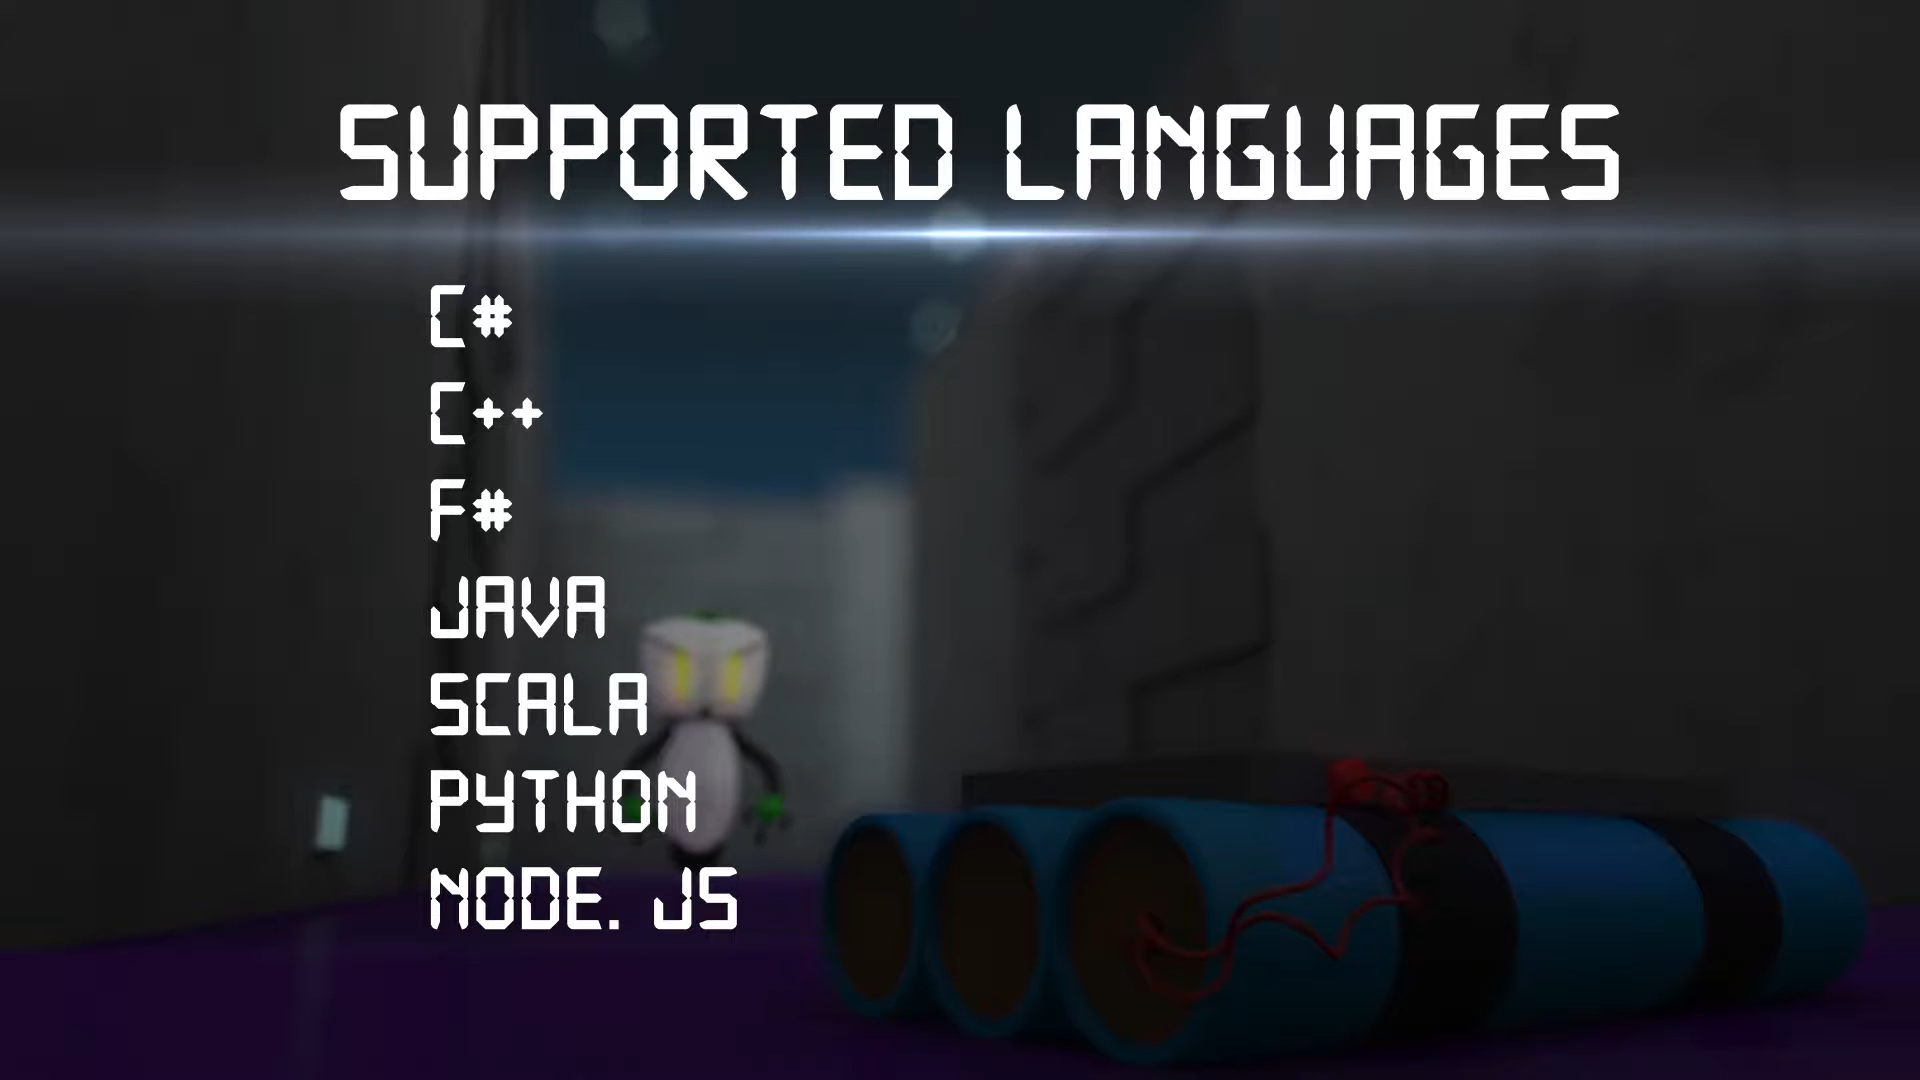 SUPPORTED LANGUAGES
C#
C++
F#
JAVA
SCALA
PYTHON
NODE. JS